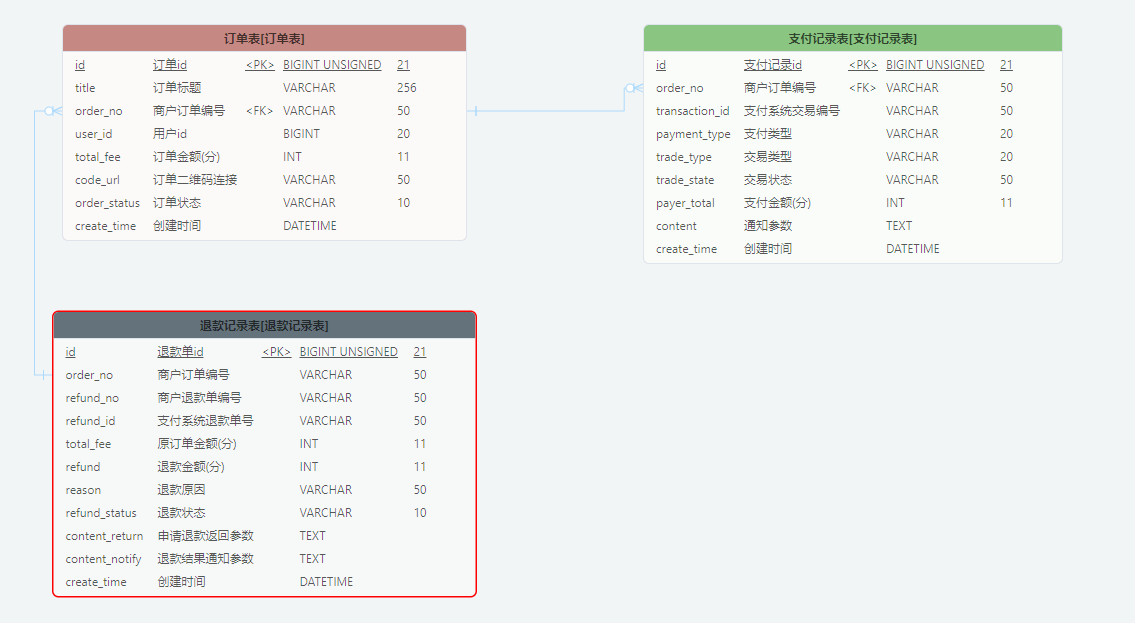 订单表[订单表]
id 订单id <PK> BIGINT UNSIGNED 21
title 订单标题 VARCHAR 256
order_no 商户订单编号 <FK> VARCHAR 50
user_id 用户id BIGINT 20
total_fee 订单金额(分) INT 11
code_url 订单二维码连接 VARCHAR 50
order_status 订单状态 VARCHAR 10
create_time 创建时间 DATETIME
支付记录表[支付记录表]
id 支付记录id <PK> BIGINT UNSIGNED 21
order_no 商户订单编号 <FK> VARCHAR 50
transaction_id 支付系统交易编号 VARCHAR 50
payment_type 支付类型 VARCHAR 20
trade_type 交易类型 VARCHAR 20
trade_state 交易状态 VARCHAR 50
payer_total 支付金额(分) INT 11
content 通知参数 TEXT
create_time 创建时间 DATETIME
退款记录表[退款记录表]
id 退款单id <PK> BIGINT UNSIGNED 21
order_no 商户订单编号 VARCHAR 50
refund_no 商户退款单编号 VARCHAR 50
refund_id 支付系统退款单号 VARCHAR 50
total_fee 原订单金额(分) INT 11
refund 退款金额(分) INT 11
reason 退款原因 VARCHAR 50
refund_status 退款状态 VARCHAR 10
content_return 申请退款返回参数 TEXT
content_notify 退款结果通知参数 TEXT
create_time 创建时间 DATETIME